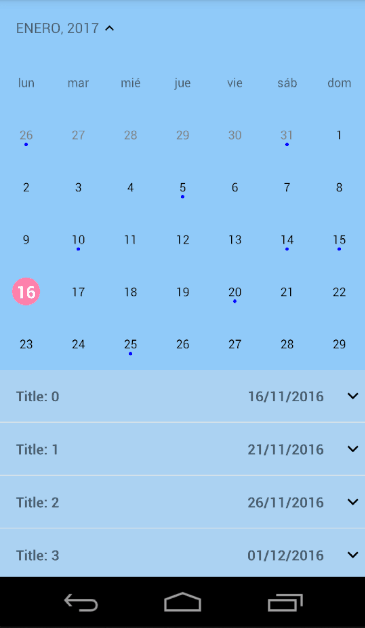 ENERO, 2017
lun mar mié jue vie sáb dom
26 27 28 29 30 31 1
2 3 4 5 6 7 8
9 10 11 12 13 14 15
16 17 18 19 20 21 22
23 24 25 26 27 28 29
Title: 0 16/11/2016
Title: 1 21/11/2016
Title: 2 26/11/2016
Title: 3 01/12/2016